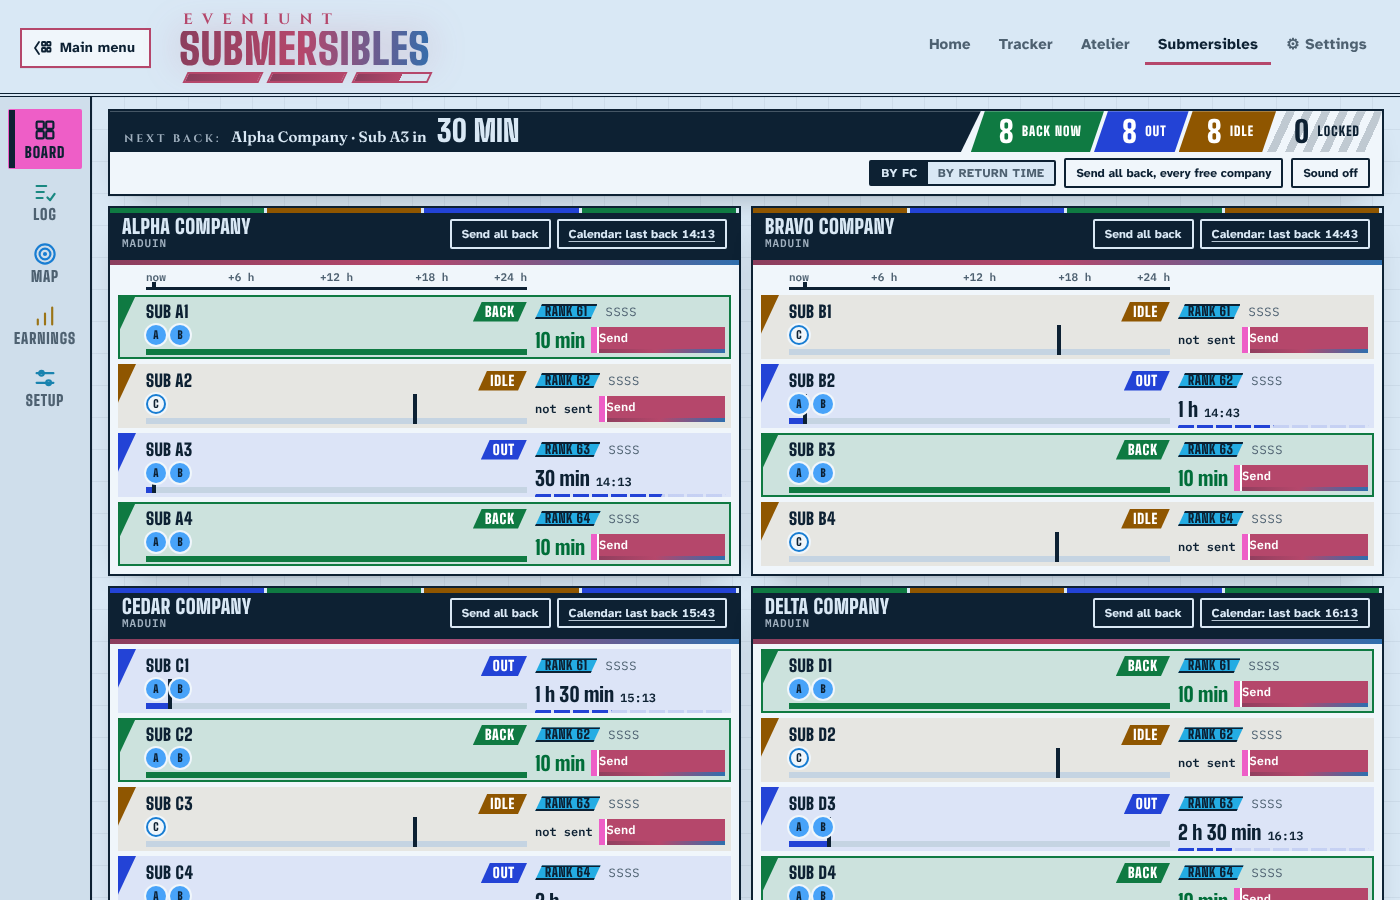 Main menu
EVENIUNT
SUBMERSIBLES
Home
Tracker
Atelier
Submersibles
⚙ Settings
BOARD
LOG
MAP
EARNINGS
SETUP
NEXT BACK: Alpha Company · Sub A3 in 30 MIN
8 BACK NOW
8 OUT
8 IDLE
0 LOCKED
BY FC
BY RETURN TIME
Send all back, every free company
Sound off
ALPHA COMPANY
MADUIN
Send all back
Calendar: last back 14:13
now +6 h +12 h +18 h +24 h
SUB A1 BACK RANK 61 SSSS
A B 10 min Send
SUB A2 IDLE RANK 62 SSSS
C not sent Send
SUB A3 OUT RANK 63 SSSS
A B 30 min 14:13
SUB A4 BACK RANK 64 SSSS
A B 10 min Send
BRAVO COMPANY
MADUIN
Send all back
Calendar: last back 14:43
now +6 h +12 h +18 h +24 h
SUB B1 IDLE RANK 61 SSSS
C not sent Send
SUB B2 OUT RANK 62 SSSS
A B 1 h 14:43
SUB B3 BACK RANK 63 SSSS
A B 10 min Send
SUB B4 IDLE RANK 64 SSSS
C not sent Send
CEDAR COMPANY
MADUIN
Send all back
Calendar: last back 15:43
SUB C1 OUT RANK 61 SSSS
A B 1 h 30 min 15:13
SUB C2 BACK RANK 62 SSSS
A B 10 min Send
SUB C3 IDLE RANK 63 SSSS
C not sent Send
SUB C4 OUT RANK 64 SSSS
A B 2 h
DELTA COMPANY
MADUIN
Send all back
Calendar: last back 16:13
SUB D1 BACK RANK 61 SSSS
A B 10 min Send
SUB D2 IDLE RANK 62 SSSS
C not sent Send
SUB D3 OUT RANK 63 SSSS
A B 2 h 30 min 16:13
SUB D4 BACK RANK 64 SSSS
A B 10 min Send